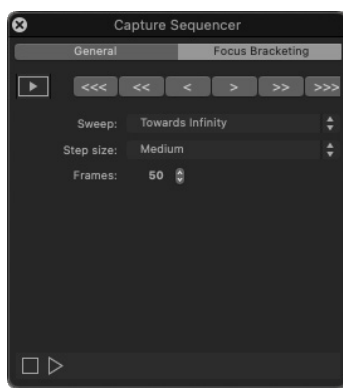 Capture Sequencer
General Focus Bracketing
<<< << < > >> >>>
Sweep: Towards Infinity
Step size: Medium
Frames: 50